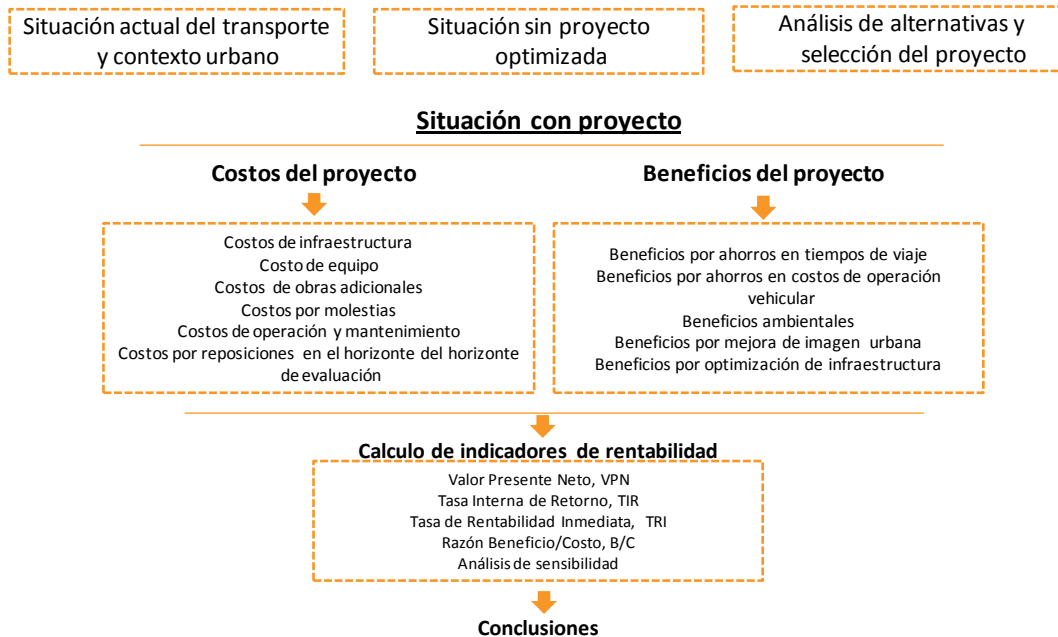 Situación actual del transporte
y contexto urbano
Situación sin proyecto
optimizada
Análisis de alternativas y
selección del proyecto
Situación con proyecto
Costos del proyecto
Costos de infraestructura
Costo de equipo
Costos de obras adicionales
Costos por molestias
Costos de operación y mantenimiento
Costos por reposiciones en el horizonte del horizonte
de evaluación
Beneficios del proyecto
Beneficios por ahorros en tiempos de viaje
Beneficios por ahorros en costos de operación
vehicular
Beneficios ambientales
Beneficios por mejora de imagen urbana
Beneficios por optimización de infraestructura
Calculo de indicadores de rentabilidad
Valor Presente Neto, VPN
Tasa Interna de Retorno, TIR
Tasa de Rentabilidad Inmediata, TRI
Razón Beneficio/Costo, B/C
Análisis de sensibilidad
Conclusiones